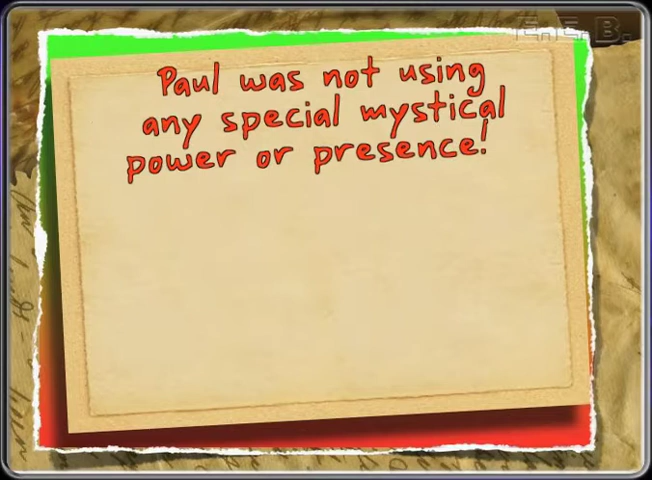 E.E.B.
Paul was not using
any special mystical
power or presence!